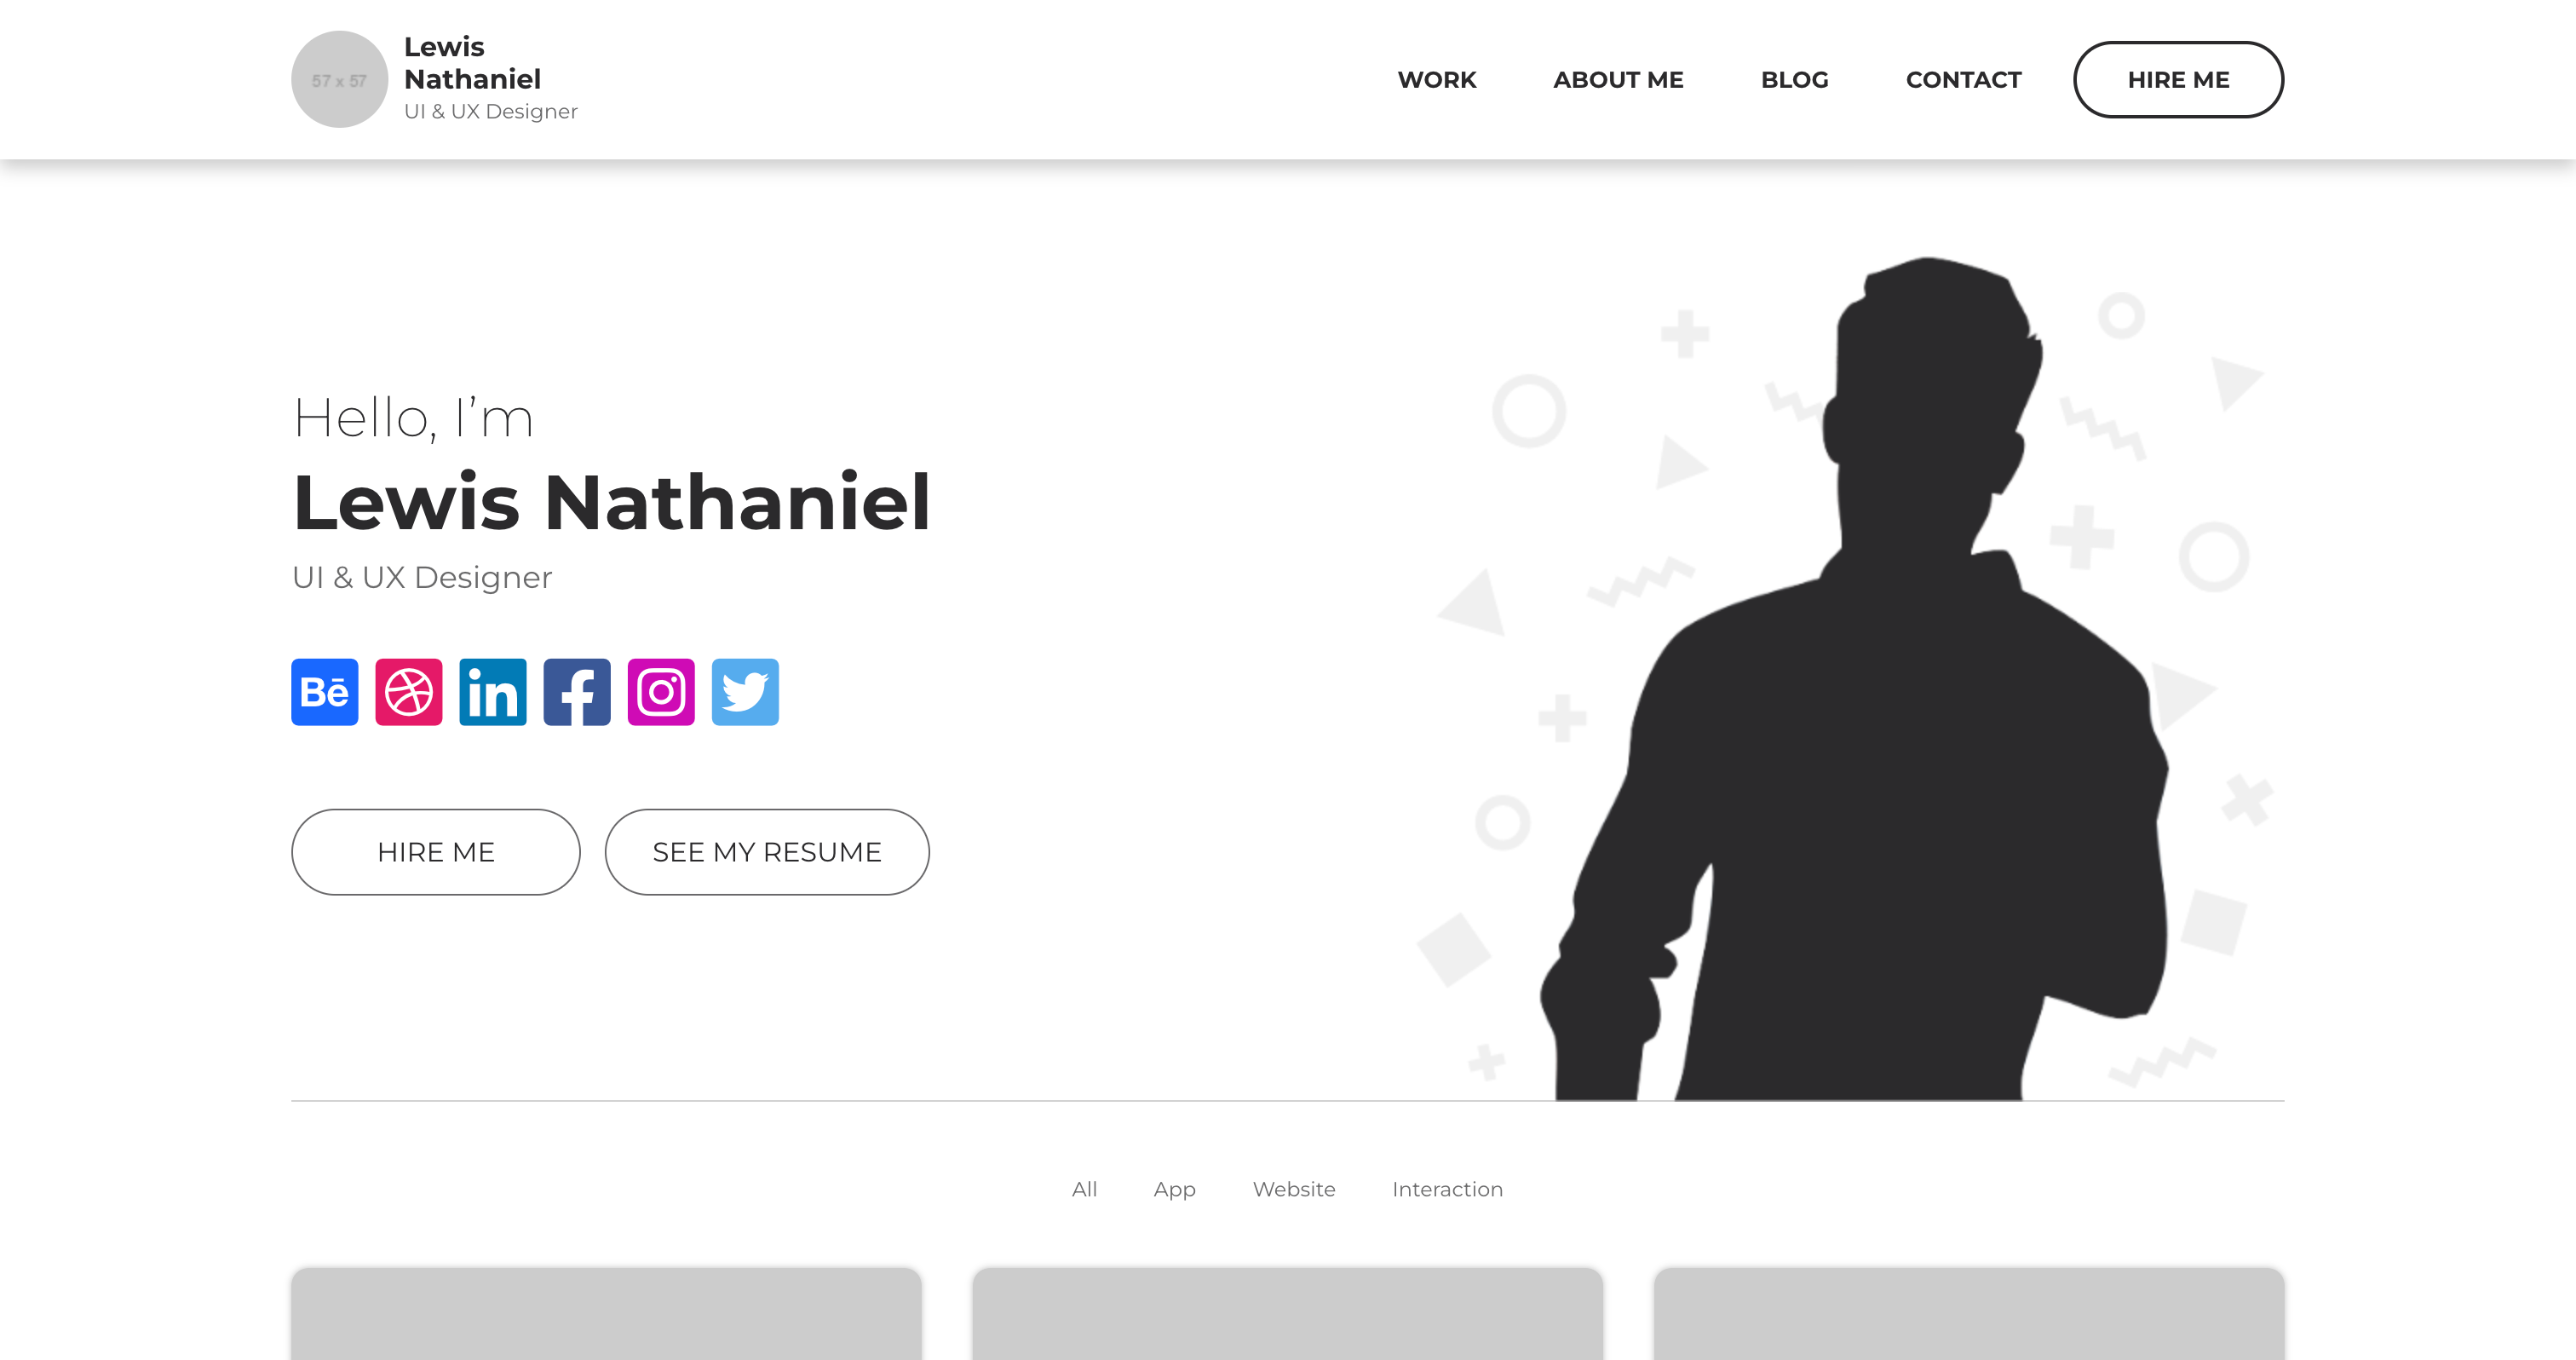 57 x 57
Lewis
Nathaniel
UI & UX Designer
WORK ABOUT ME BLOG CONTACT HIRE ME
Hello, I’m
Lewis Nathaniel
UI & UX Designer
Bē in f
HIRE ME SEE MY RESUME
All App Website Interaction